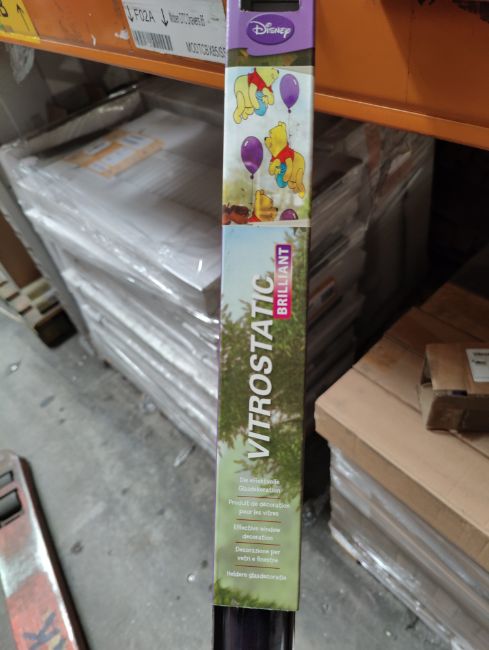 F02A
MODTCBX85IS
Disney
VITROSTATIC
BRILLIANT
Die effektvolle
Glasdekoration
Produit de décoration
pour les vitres
Effective window
decoration
Decorazione per
vetri e finestre
Heldere glasdecoratie